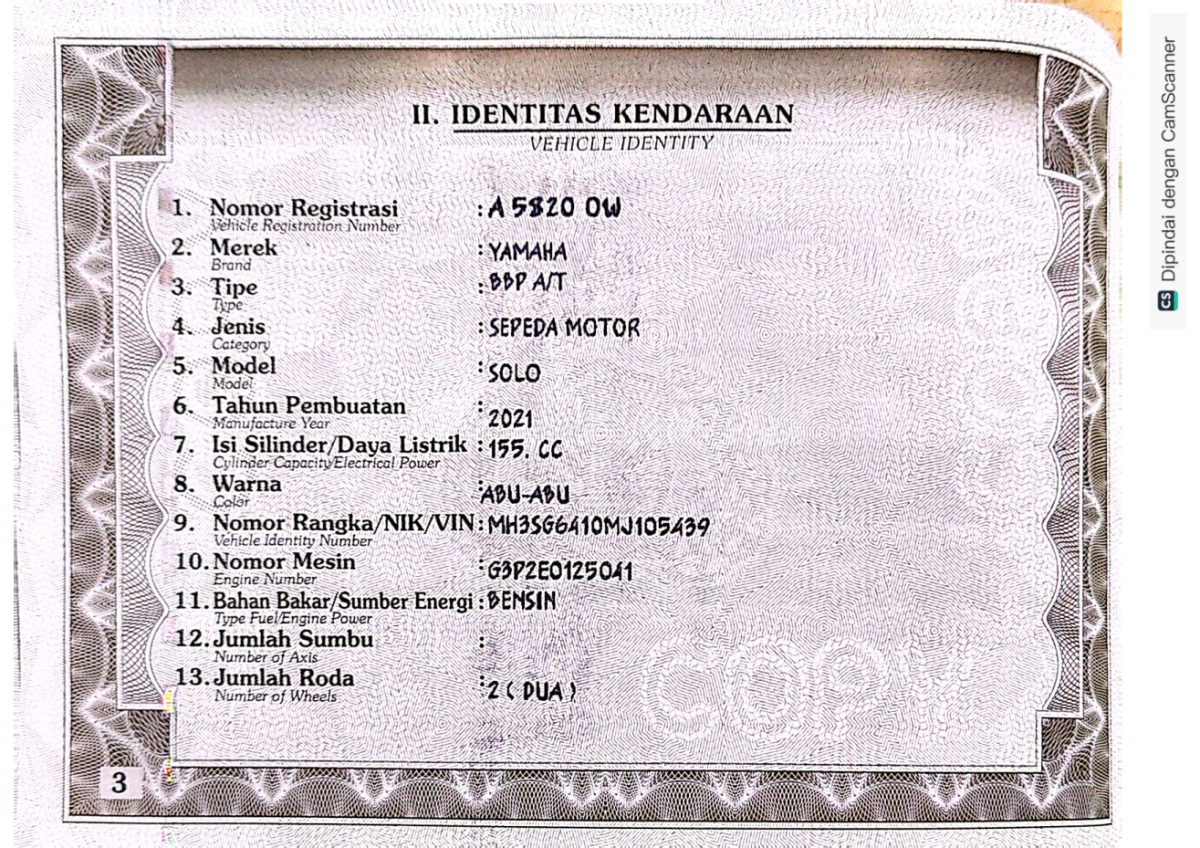 II. IDENTITAS KENDARAAN
VEHICLE IDENTITY
1. Nomor Registrasi : A 5820 OW
Vehicle Registration Number
2. Merek : YAMAHA
Brand
3. Tipe : BBP A/T
Type
4. Jenis : SEPEDA MOTOR
Category
5. Model : SOLO
Model
6. Tahun Pembuatan : 2021
Manufacture Year
7. Isi Silinder/Daya Listrik : 155. CC
Cylinder Capacity/Electrical Power
8. Warna : ABU-ABU
Color
9. Nomor Rangka/NIK/VIN : MH3SG6410MJ105439
Vehicle Identity Number
10. Nomor Mesin : G3P2E0125041
Engine Number
11. Bahan Bakar/Sumber Energi : BENSIN
Type Fuel/Engine Power
12. Jumlah Sumbu :
Number of Axis
13. Jumlah Roda : 2 ( DUA )
Number of Wheels
COPY
3
CS Dipindai dengan CamScanner